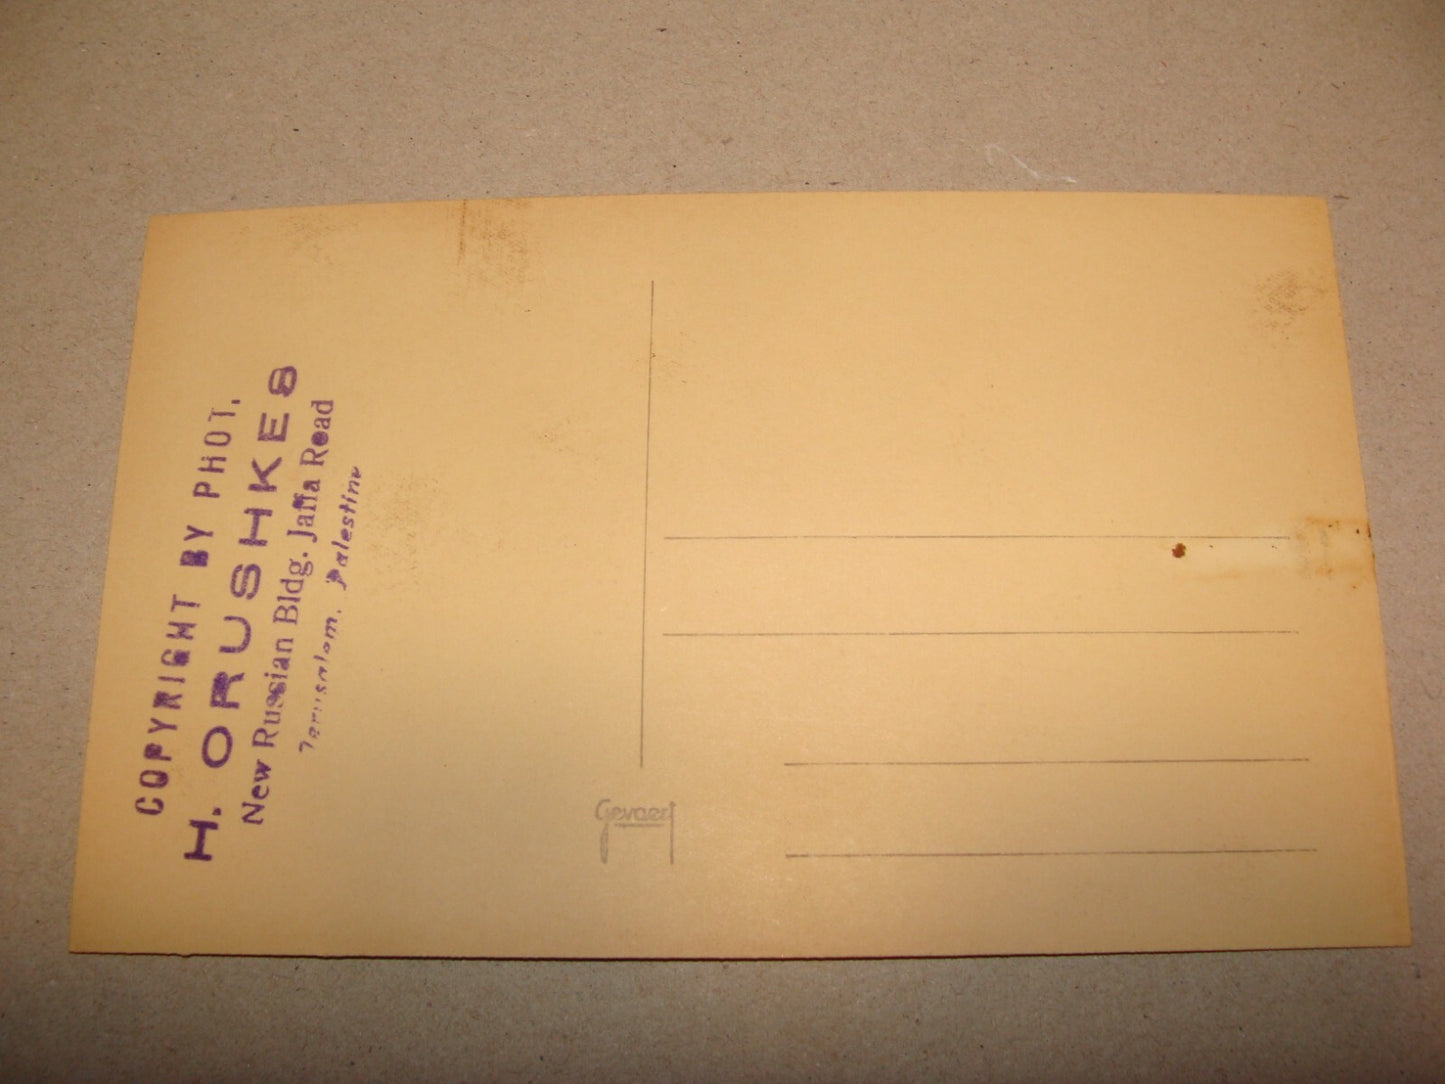 COPYRIGHT BY PHOT.
H. ORUSHKES
New Russian Bldg. Jaffa Road
Jerusalem. Palestine
Gevaert